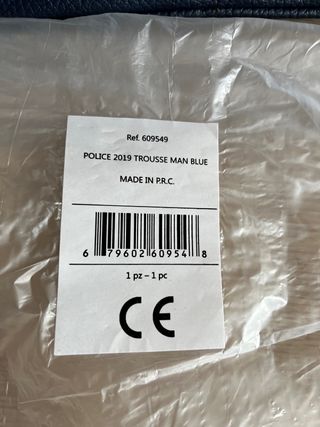 Ref. 609549
POLICE 2019 TROUSSE MAN BLUE
MADE IN P.R.C.
6 79602 60954 8
1 pz – 1 pc
CE